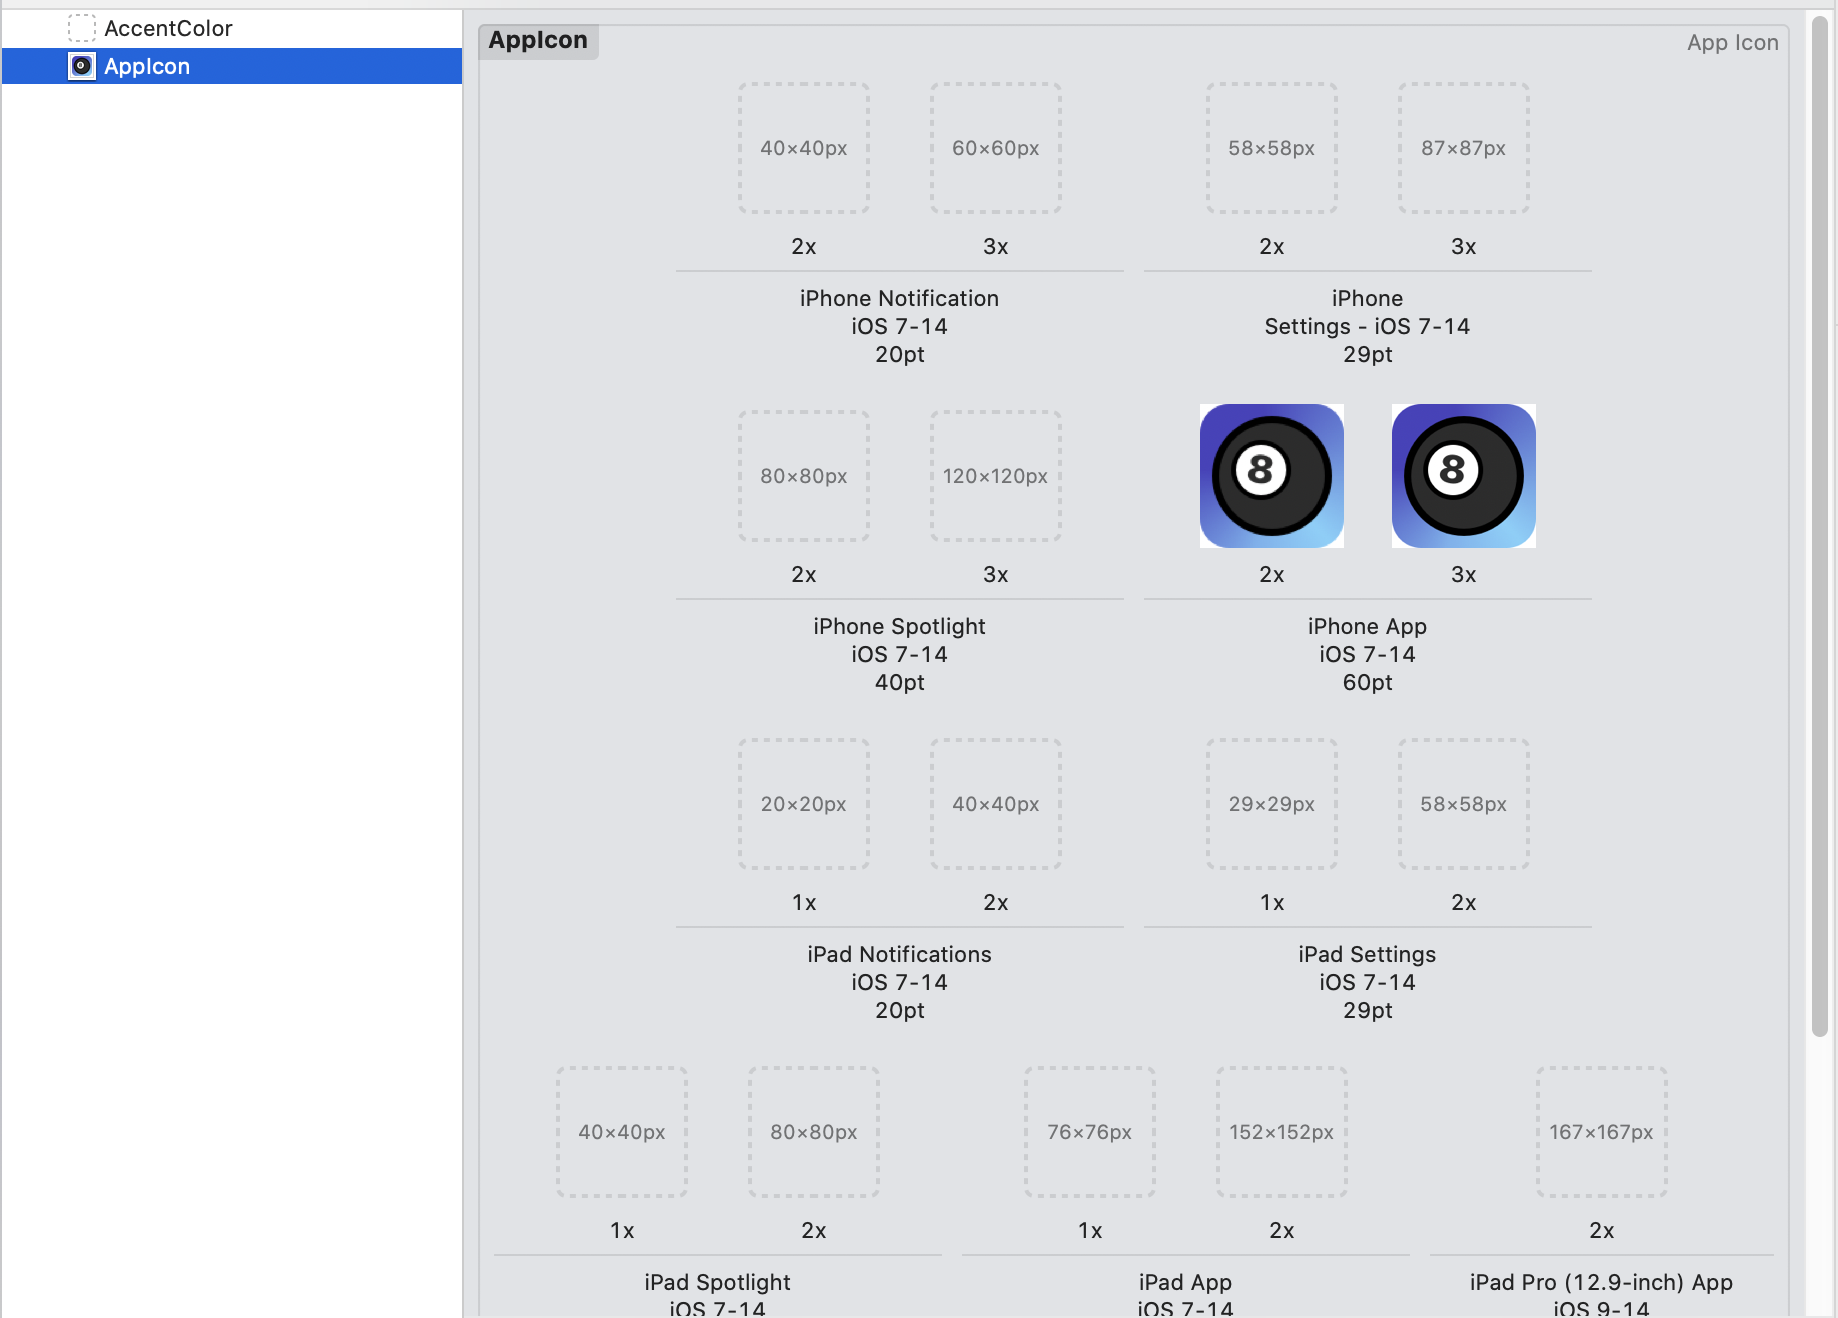 AccentColor
AppIcon
AppIcon
App Icon
40×40px
60×60px
58×58px
87×87px
2x
3x
2x
3x
iPhone Notification
iOS 7-14
20pt
iPhone
Settings - iOS 7-14
29pt
80×80px
120×120px
8
8
2x
3x
2x
3x
iPhone Spotlight
iOS 7-14
40pt
iPhone App
iOS 7-14
60pt
20×20px
40×40px
29×29px
58×58px
1x
2x
1x
2x
iPad Notifications
iOS 7-14
20pt
iPad Settings
iOS 7-14
29pt
40×40px
80×80px
76×76px
152×152px
167×167px
1x
2x
1x
2x
2x
iPad Spotlight
iOS 7-14
iPad App
iOS 7-14
iPad Pro (12.9-inch) App
iOS 9-14